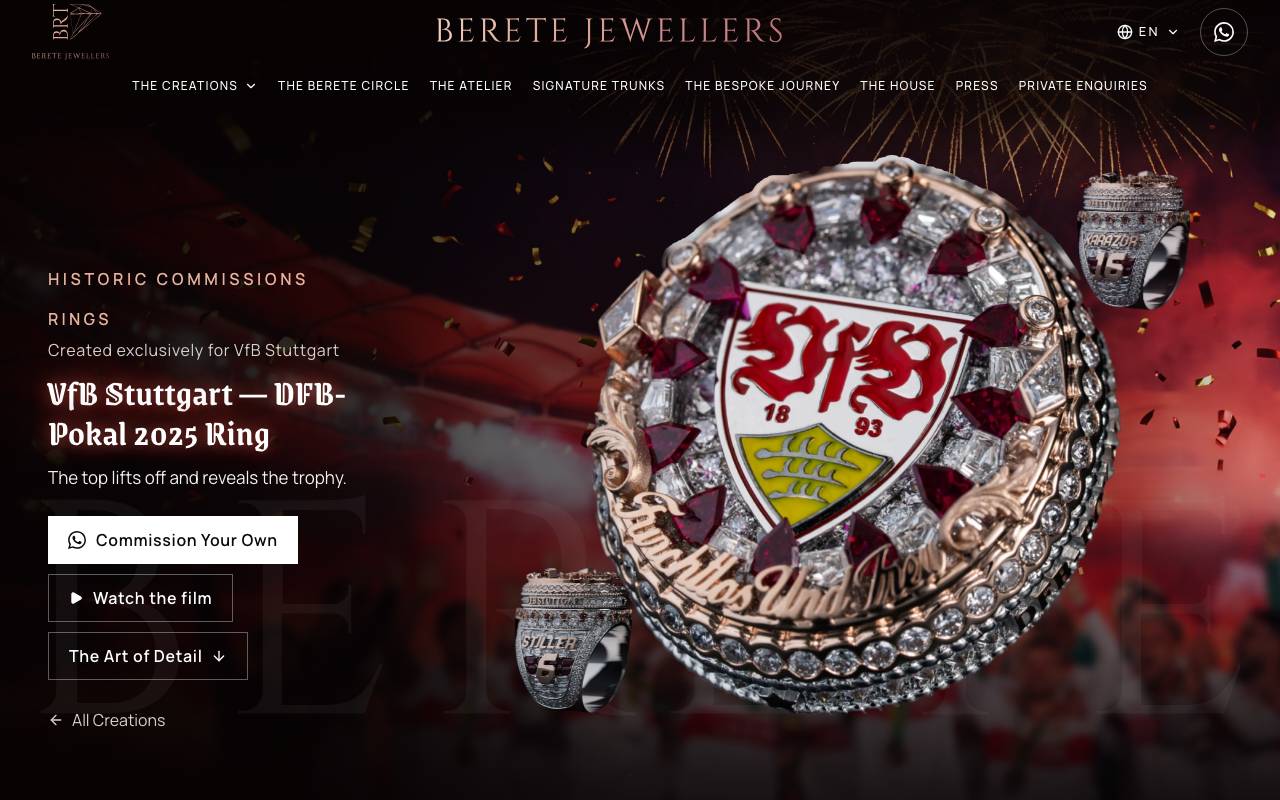 BRT
BERETE JEWELLERS
BERETE JEWELLERS
EN
THE CREATIONS
THE BERETE CIRCLE
THE ATELIER
SIGNATURE TRUNKS
THE BESPOKE JOURNEY
THE HOUSE
PRESS
PRIVATE ENQUIRIES
HISTORIC COMMISSIONS
RINGS
Created exclusively for VfB Stuttgart
VfB Stuttgart — DFB-
Pokal 2025 Ring
The top lifts off and reveals the trophy.
Commission Your Own
Watch the film
The Art of Detail
All Creations
VfB
18 93
Furchtlos Und Treu
KARAZOR
16
STILLER
6
BERETE